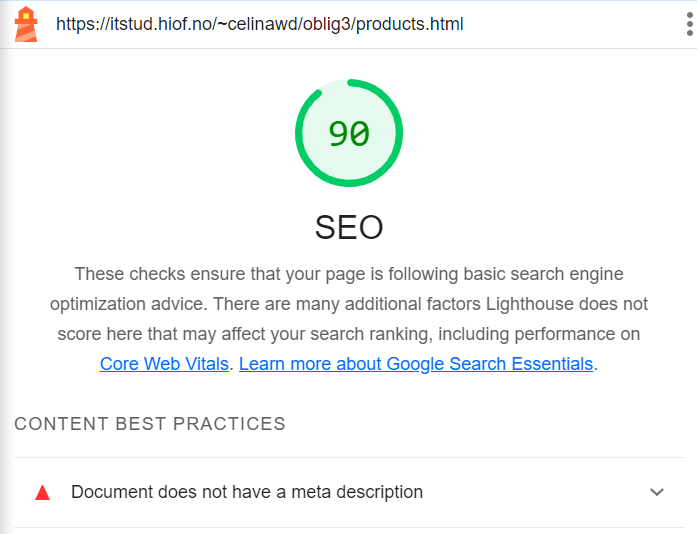 https://itstud.hiof.no/~celinawd/oblig3/products.html
90
SEO
These checks ensure that your page is following basic search engine
optimization advice. There are many additional factors Lighthouse does not
score here that may affect your search ranking, including performance on
Core Web Vitals. Learn more about Google Search Essentials.
CONTENT BEST PRACTICES
Document does not have a meta description